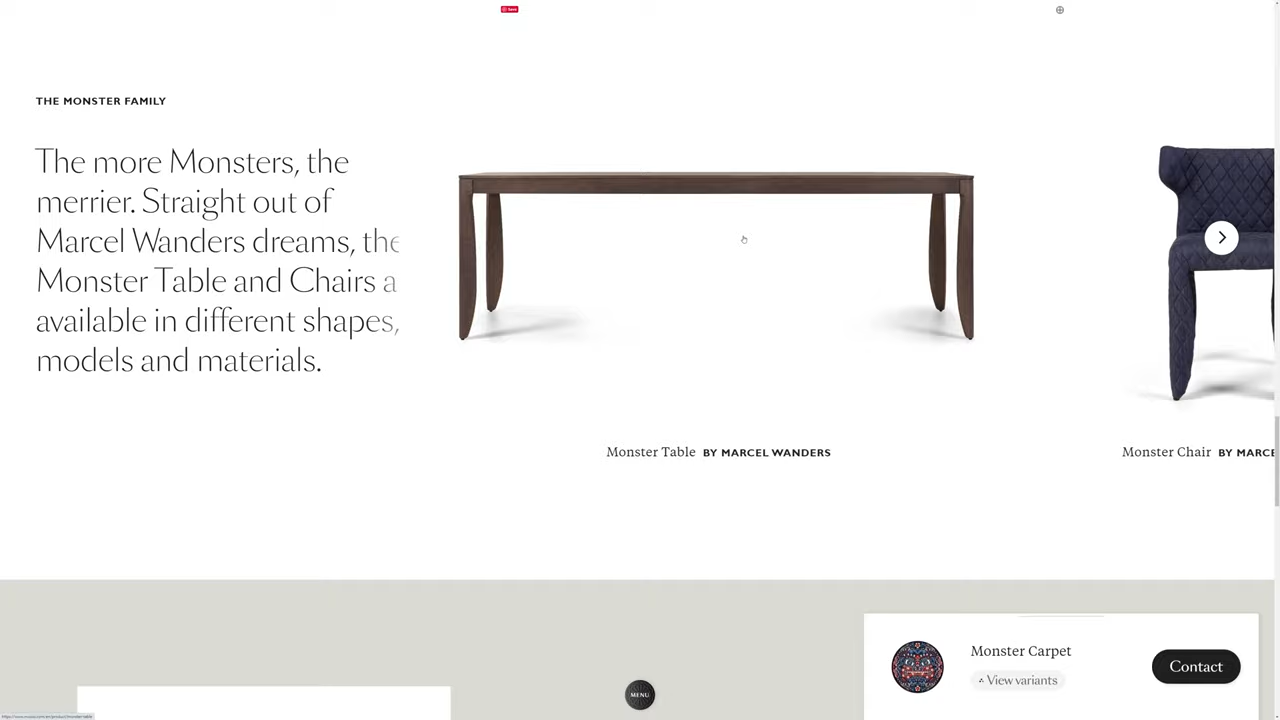 Save
THE MONSTER FAMILY
The more Monsters, the
merrier. Straight out of
Marcel Wanders dreams, the
Monster Table and Chairs a
available in different shapes,
models and materials.
Monster Table BY MARCEL WANDERS
Monster Chair BY MARCE
Monster Carpet
View variants
Contact
MENU